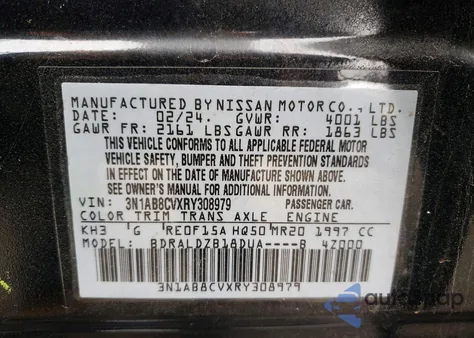 MANUFACTURED BY NISSAN MOTOR CO., LTD.
DATE: 02/24. GVWR: 4001 LBS
GAWR FR: 2161 LBS GAWR RR: 1863 LBS
THIS VEHICLE CONFORMS TO ALL APPLICABLE FEDERAL MOTOR
VEHICLE SAFETY, BUMPER AND THEFT PREVENTION STANDARDS
IN EFFECT ON THE DATE OF MANUFACTURE SHOWN ABOVE.
SEE OWNER'S MANUAL FOR ADDITIONAL INFORMATION
VIN: 3N1AB8CVXRY308979 PASSENGER CAR.
COLOR TRIM TRANS AXLE ENGINE
KH3 G RE0F15A HQ50 MR20 1997 CC
MODEL: BDRALDZB18DUA----B 4Z000
3N1AB8CVXRY308979